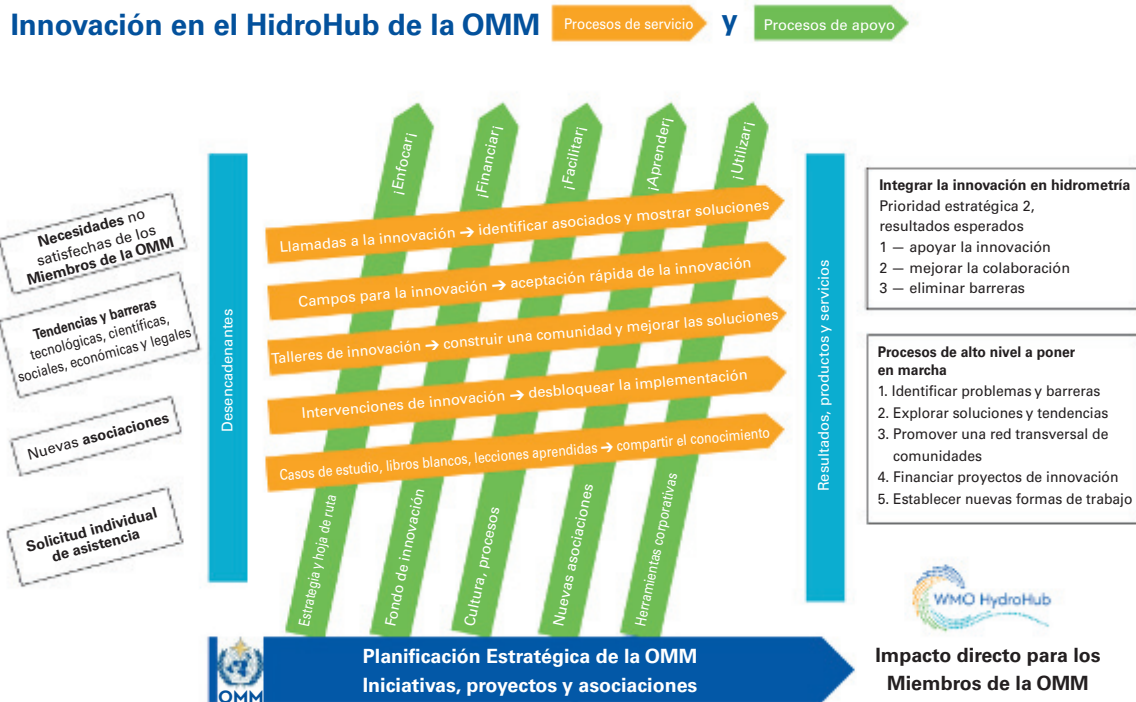 Innovación en el HidroHub de la OMM
Procesos de servicio
y
Procesos de apoyo
Necesidades no
satisfechas de los
Miembros de la OMM
Tendencias y barreras
tecnológicas, científicas,
sociales, económicas y legales
Nuevas asociaciones
Solicitud individual
de asistencia
Desencadenantes
¡Enfocar¡
¡Financiar¡
¡Facilitar¡
¡Aprender¡
¡Utilizar¡
Llamadas a la innovación → identificar asociados y mostrar soluciones
Campos para la innovación → aceptación rápida de la innovación
Talleres de innovación → construir una comunidad y mejorar las soluciones
Intervenciones de innovación → desbloquear la implementación
Casos de estudio, libros blancos, lecciones aprendidas → compartir el conocimiento
Estrategia y hoja de ruta
Fondo de innovación
Cultura, procesos
Nuevas asociaciones
Herramientas corporativas
Resultados, productos y servicios
Integrar la innovación en hidrometría
Prioridad estratégica 2,
resultados esperados
1 — apoyar la innovación
2 — mejorar la colaboración
3 — eliminar barreras
Procesos de alto nivel a poner
en marcha
1. Identificar problemas y barreras
2. Explorar soluciones y tendencias
3. Promover una red transversal de
comunidades
4. Financiar proyectos de innovación
5. Establecer nuevas formas de trabajo
WMO HydroHub
OMM
Planificación Estratégica de la OMM
Iniciativas, proyectos y asociaciones
Impacto directo para los
Miembros de la OMM